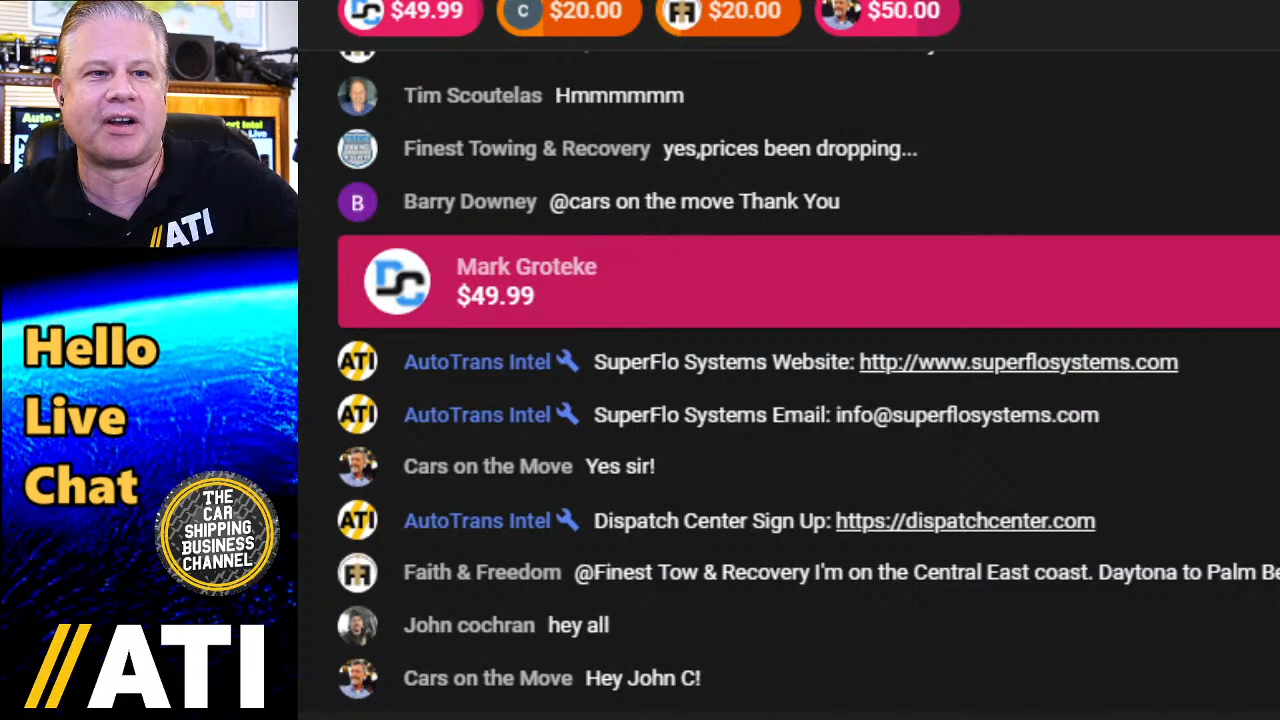 $49.99
C $20.00
$20.00
$50.00
Tim Scoutelas Hmmmmmm
Finest Towing & Recovery yes,prices been dropping...
B Barry Downey @cars on the move Thank You
Mark Groteke
$49.99
ATI AutoTrans Intel SuperFlo Systems Website: http://www.superflosystems.com
ATI AutoTrans Intel SuperFlo Systems Email: info@superflosystems.com
Cars on the Move Yes sir!
ATI AutoTrans Intel Dispatch Center Sign Up: https://dispatchcenter.com
Faith & Freedom @Finest Tow & Recovery I'm on the Central East coast. Daytona to Palm Be
John cochran hey all
Cars on the Move Hey John C!
//ATI
Hello
Live
Chat
THE
CAR
SHIPPING
BUSINESS
CHANNEL
//ATI